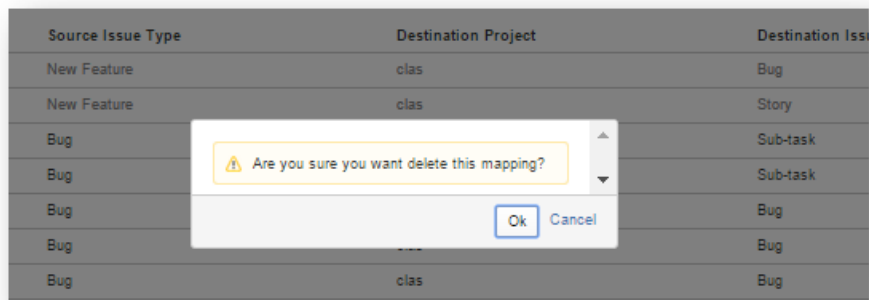 Source Issue Type Destination Project Destination Iss
New Feature clas Bug
New Feature clas Story
Bug Sub-task
Are you sure you want delete this mapping?
Bug Sub-task
Bug Bug
Ok Cancel
Bug Bug
Bug clas Bug